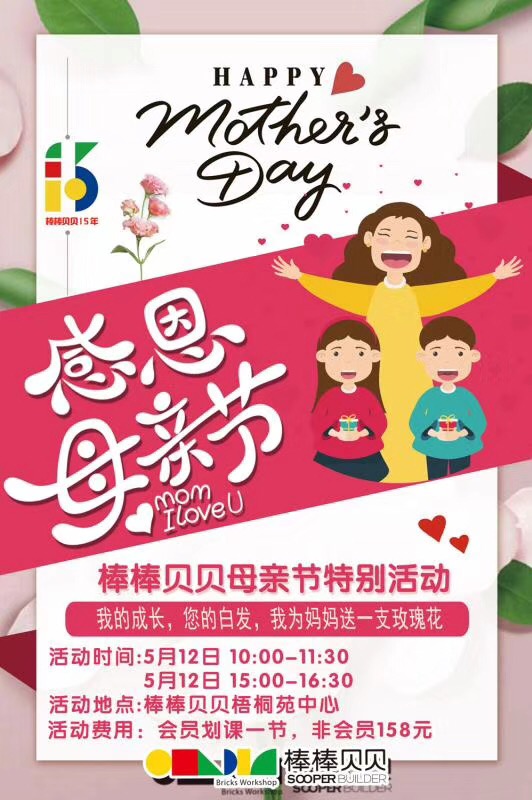 HAPPY
Mother's
Day
棒棒贝贝15年
感恩
母亲节
mom
I Love U
棒棒贝贝母亲节特别活动
我的成长，您的白发，我为妈妈送一支玫瑰花
活动时间:5月12日 10:00-11:30
5月12日 15:00-16:30
活动地点:棒棒贝贝梧桐苑中心
活动费用：会员划课一节，非会员158元
棒棒贝贝
Bricks Workshop
SOOPER BUILDER